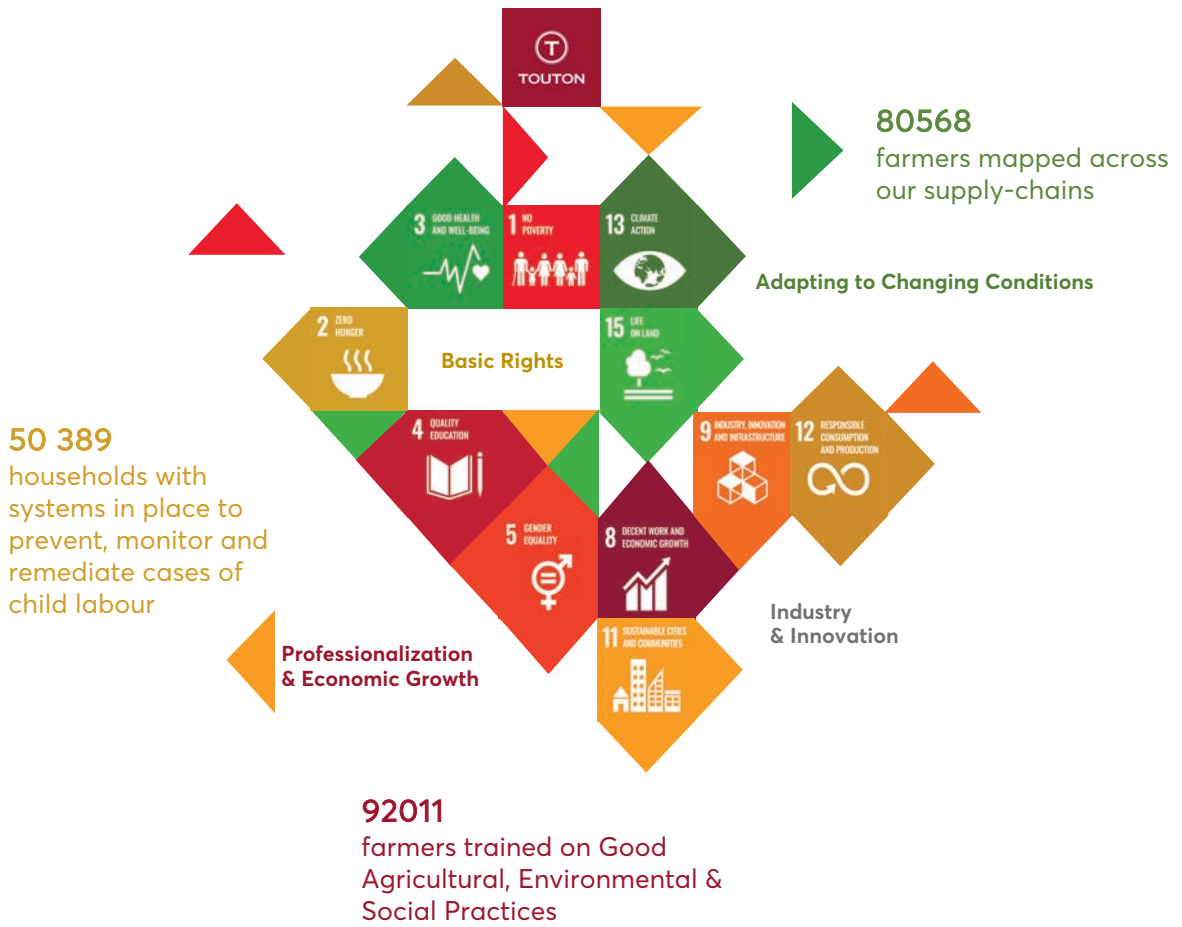 T
TOUTON
80568
farmers mapped across
our supply-chains
3 GOOD HEALTH
AND WELL-BEING
1 NO
POVERTY
13 CLIMATE
ACTION
Adapting to Changing Conditions
2 ZERO
HUNGER
Basic Rights
15 LIFE
ON LAND
4 QUALITY
EDUCATION
9 INDUSTRY, INNOVATION
AND INFRASTRUCTURE
12 RESPONSIBLE
CONSUMPTION
AND PRODUCTION
50 389
households with
systems in place to
prevent, monitor and
remediate cases of
child labour
5 GENDER
EQUALITY
8 DECENT WORK AND
ECONOMIC GROWTH
Industry
& Innovation
11 SUSTAINABLE CITIES
AND COMMUNITIES
Professionalization
& Economic Growth
92011
farmers trained on Good
Agricultural, Environmental &
Social Practices